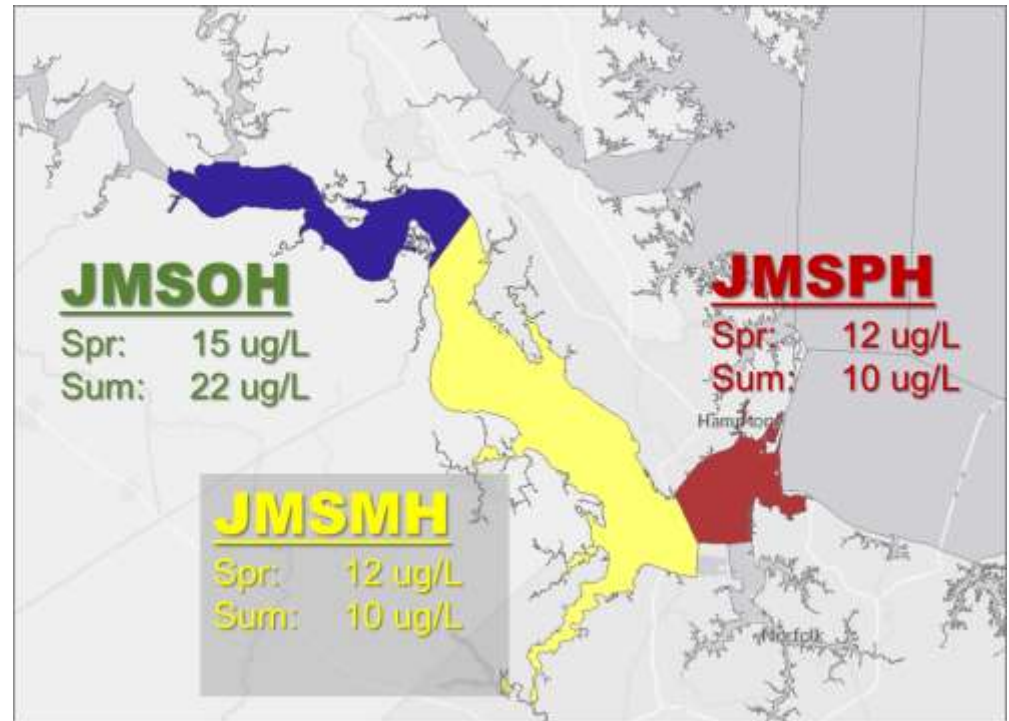 JMSOH
Spr: 15 ug/L
Sum: 22 ug/L
JMSPH
Spr: 12 ug/L
Sum: 10 ug/L
Hampton
JMSMH
Spr: 12 ug/L
Sum: 10 ug/L
Norfolk